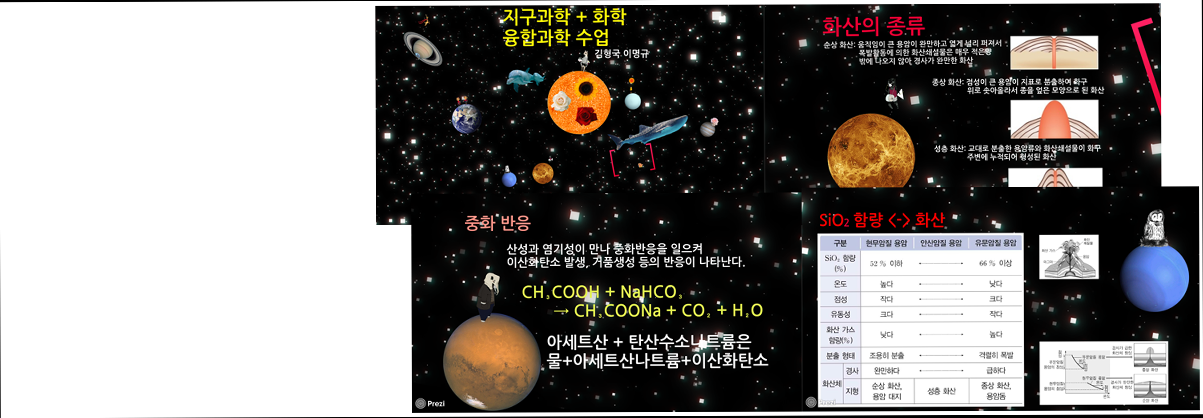 지구과학 + 화학
융합과학 수업
김형국 이명규
화산의 종류
순상 화산: 움직임이 큰 용암이 완만하고 옅게 널리 퍼져서
폭발활동에 의한 화산쇄설물은 매우 적은양
밖에 나오지 않아 경사가 완만한 화산
종상 화산: 점성이 큰 용암이 지표로 분출하여 화구
위로 솟아올라서 종을 엎은 모양으로 된 화산
성층 화산: 교대로 분출한 용암류와 화산쇄설물이 화구
주변에 누적되어 형성된 화산
중화 반응
산성과 염기성이 만나 중화반응을 일으켜
이산화탄소 발생, 거품생성 등의 반응이 나타난다.
CH₃COOH + NaHCO₃
→ CH₃COONa + CO₂ + H₂O
아세트산 + 탄산수소나트륨은
물+아세트산나트륨+이산화탄소
Prezi
SiO₂ 함량 <-> 화산
구분 현무암질 용암 안산암질 용암 유문암질 용암
SiO₂ 함량(%) 52 % 이하 ←→ 66 % 이상
온도 높다 ←→ 낮다
점성 작다 ←→ 크다
유동성 크다 ←→ 작다
화산 가스 함량(%) 낮다 ←→ 높다
분출 형태 조용히 분출 ←→ 격렬히 폭발
화산체 경사 완만하다 ←→ 급하다
지형 순상 화산, 용암 대지 성층 화산 종상 화산, 용암돔